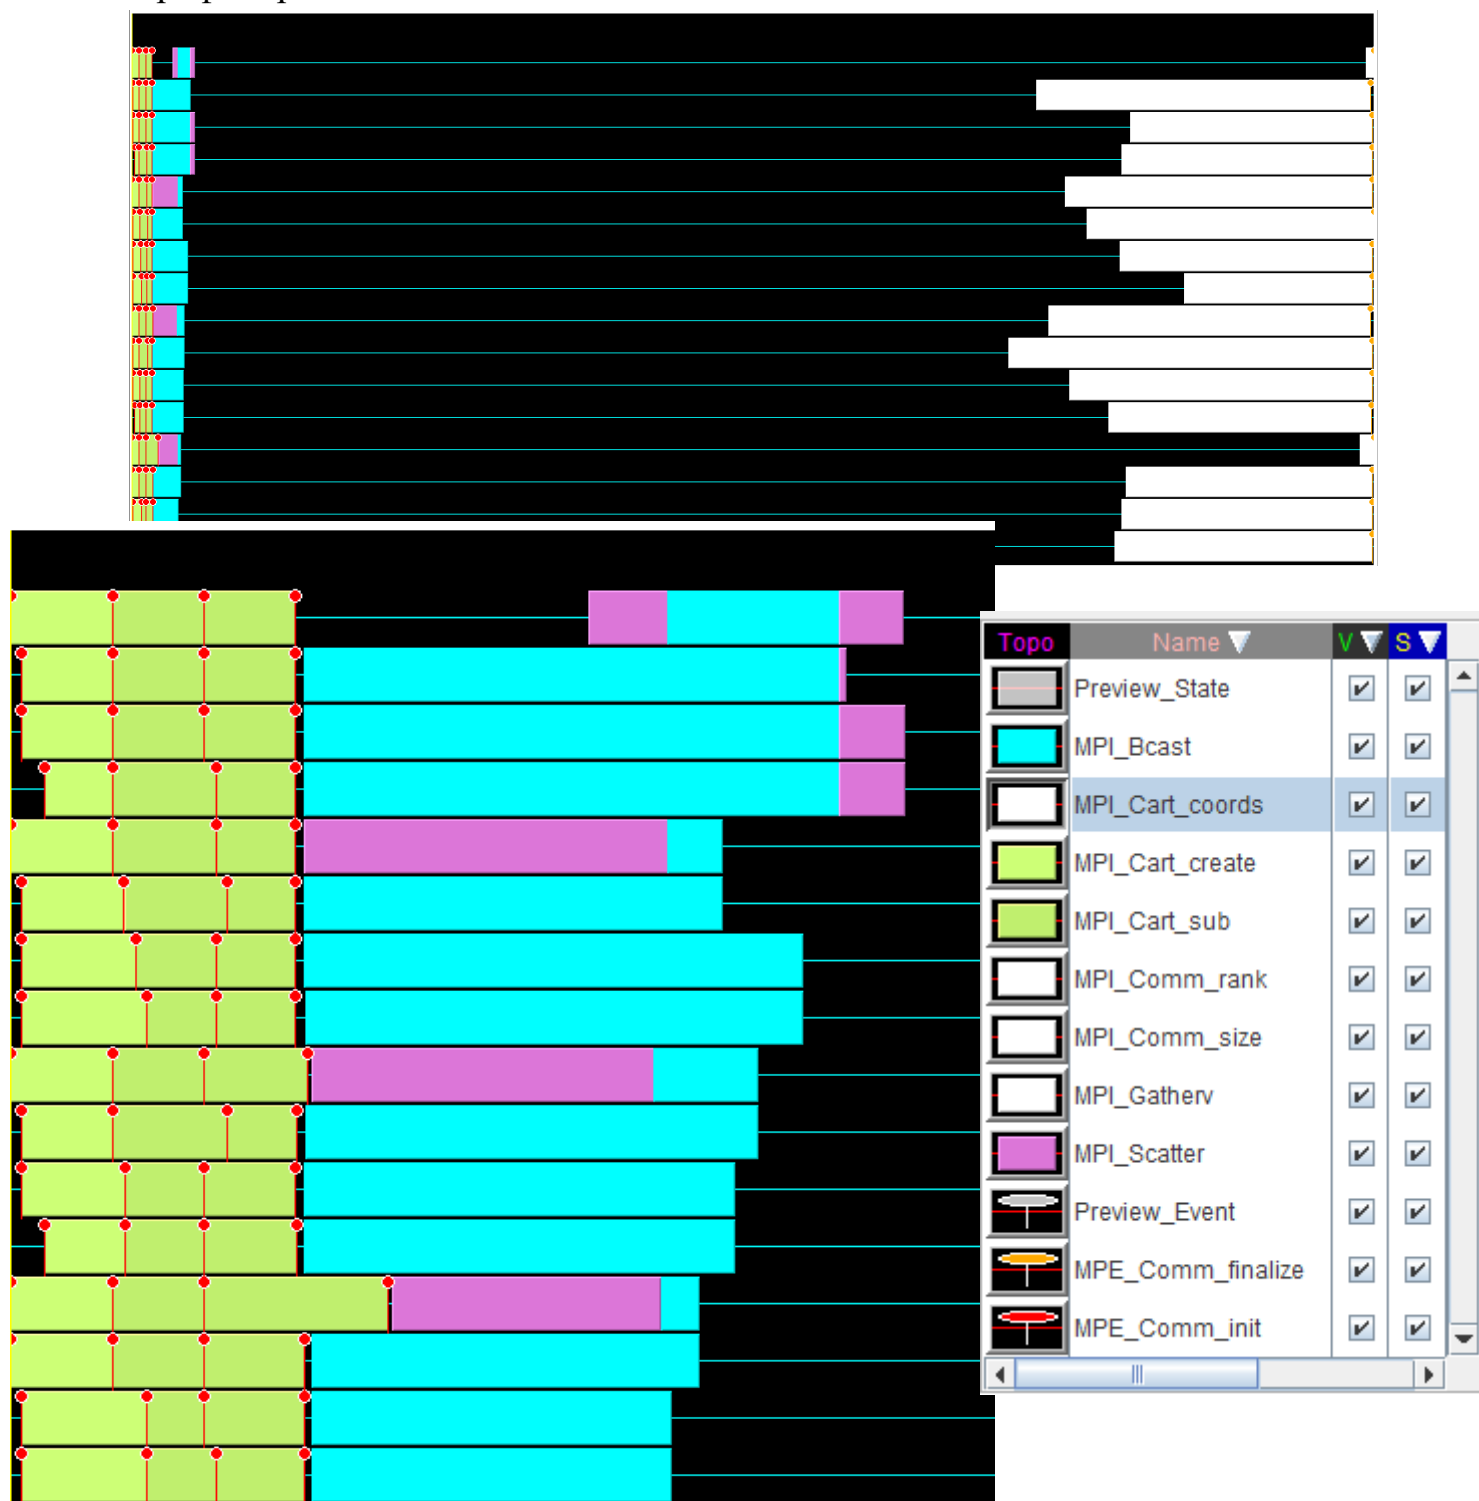 Topo Name V S
Preview_State
MPI_Bcast
MPI_Cart_coords
MPI_Cart_create
MPI_Cart_sub
MPI_Comm_rank
MPI_Comm_size
MPI_Gatherv
MPI_Scatter
Preview_Event
MPE_Comm_finalize
MPE_Comm_init